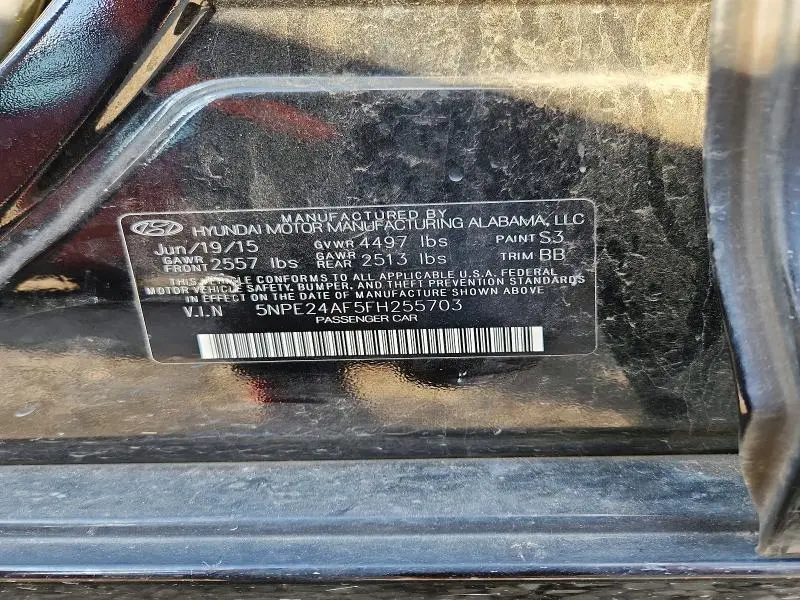 MANUFACTURED BY
HYUNDAI MOTOR MANUFACTURING ALABAMA, LLC
Jun/19/15 GVWR 4497 lbs PAINT S3
GAWR FRONT 2557 lbs GAWR REAR 2513 lbs TRIM BB
THIS VEHICLE CONFORMS TO ALL APPLICABLE U.S.A. FEDERAL
MOTOR VEHICLE SAFETY, BUMPER, AND THEFT PREVENTION STANDARDS
IN EFFECT ON THE DATE OF MANUFACTURE SHOWN ABOVE
V.I.N 5NPE24AF5FH255703
PASSENGER CAR